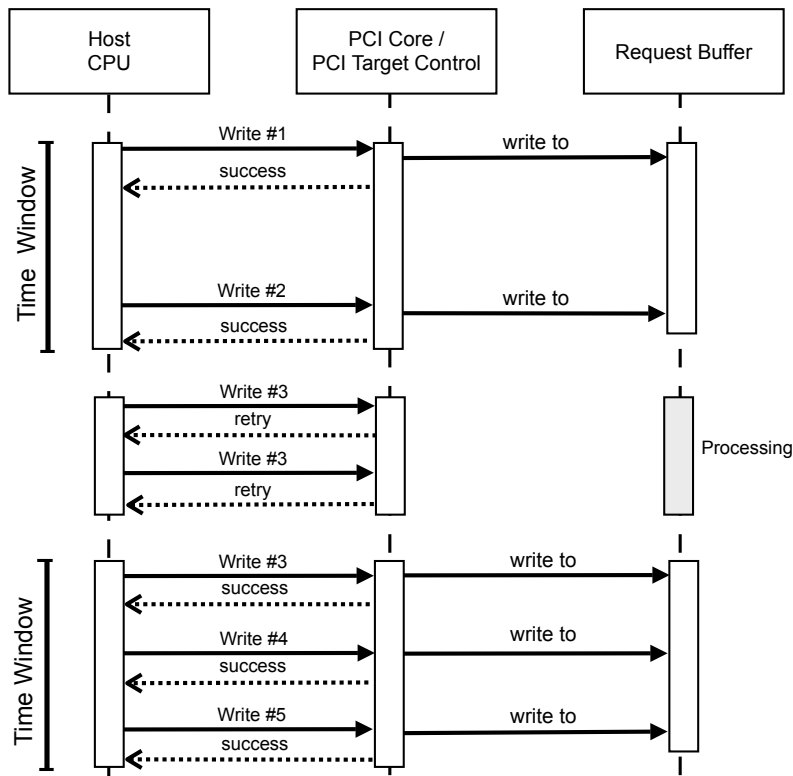 Host
CPU
PCI Core /
PCI Target Control
Request Buffer
Time Window
Write #1
write to
success
Write #2
write to
success
Write #3
retry
Processing
Write #3
retry
Time Window
Write #3
write to
success
Write #4
write to
success
Write #5
write to
success